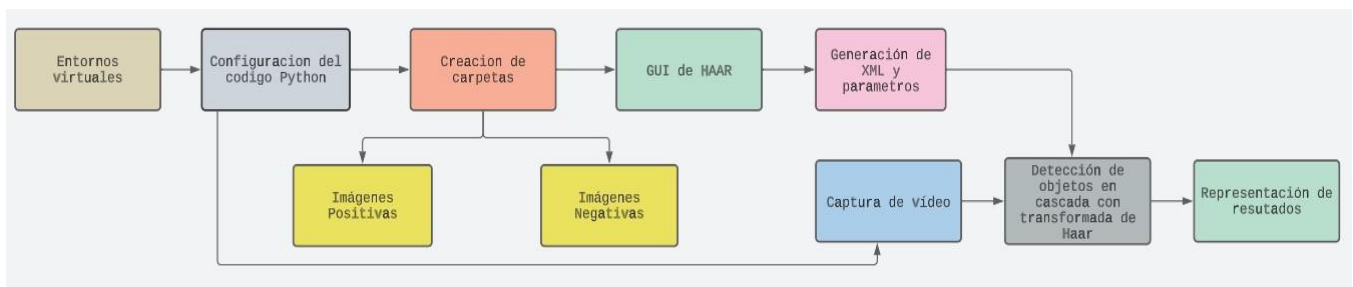 Entornos
virtuales
Configuracion del
codigo Python
Creacion de
carpetas
GUI de HAAR
Generación de
XML y
parametros
Imágenes
Positivas
Imágenes
Negativas
Captura de vídeo
Detección de
objetos en
cascada con
transformada de
Haar
Representación de
resutados